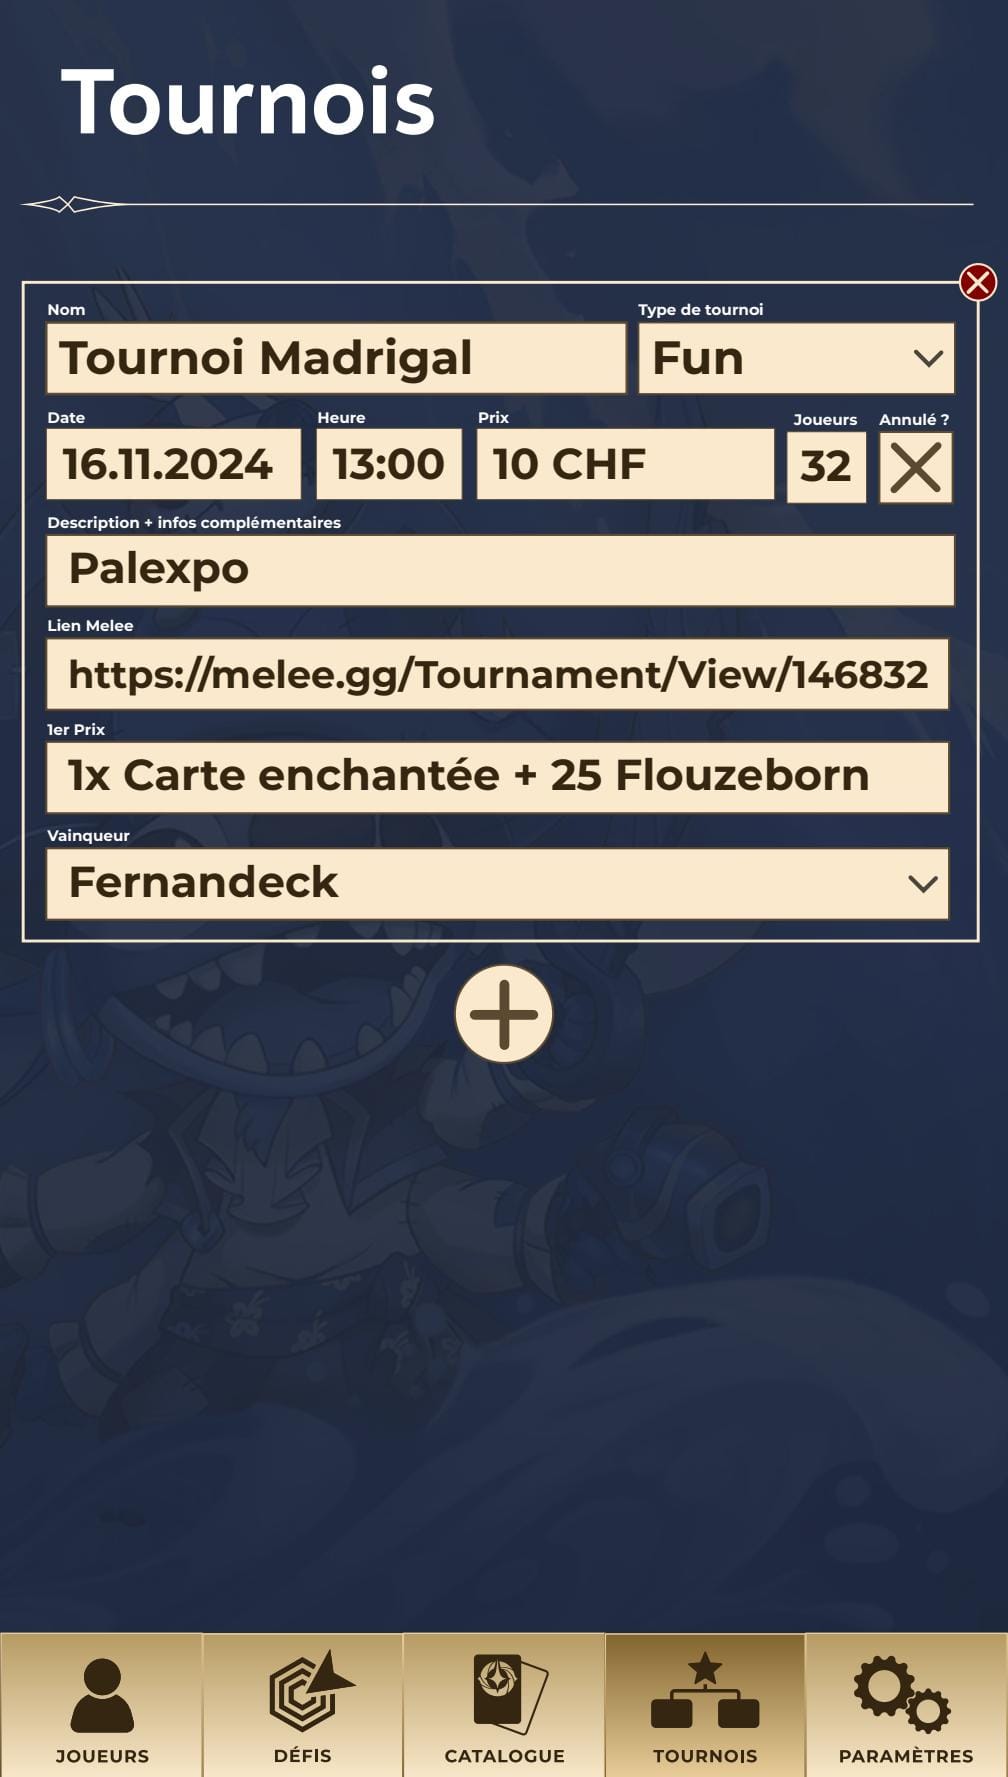 Tournois
Nom Type de tournoi
Tournoi Madrigal Fun
Date Heure Prix Joueurs Annulé ?
16.11.2024 13:00 10 CHF 32
Description + infos complémentaires
Palexpo
Lien Melee
https://melee.gg/Tournament/View/146832
1er Prix
1x Carte enchantée + 25 Flouzeborn
Vainqueur
Fernandeck
JOUEURS DÉFIS CATALOGUE TOURNOIS PARAMÈTRES